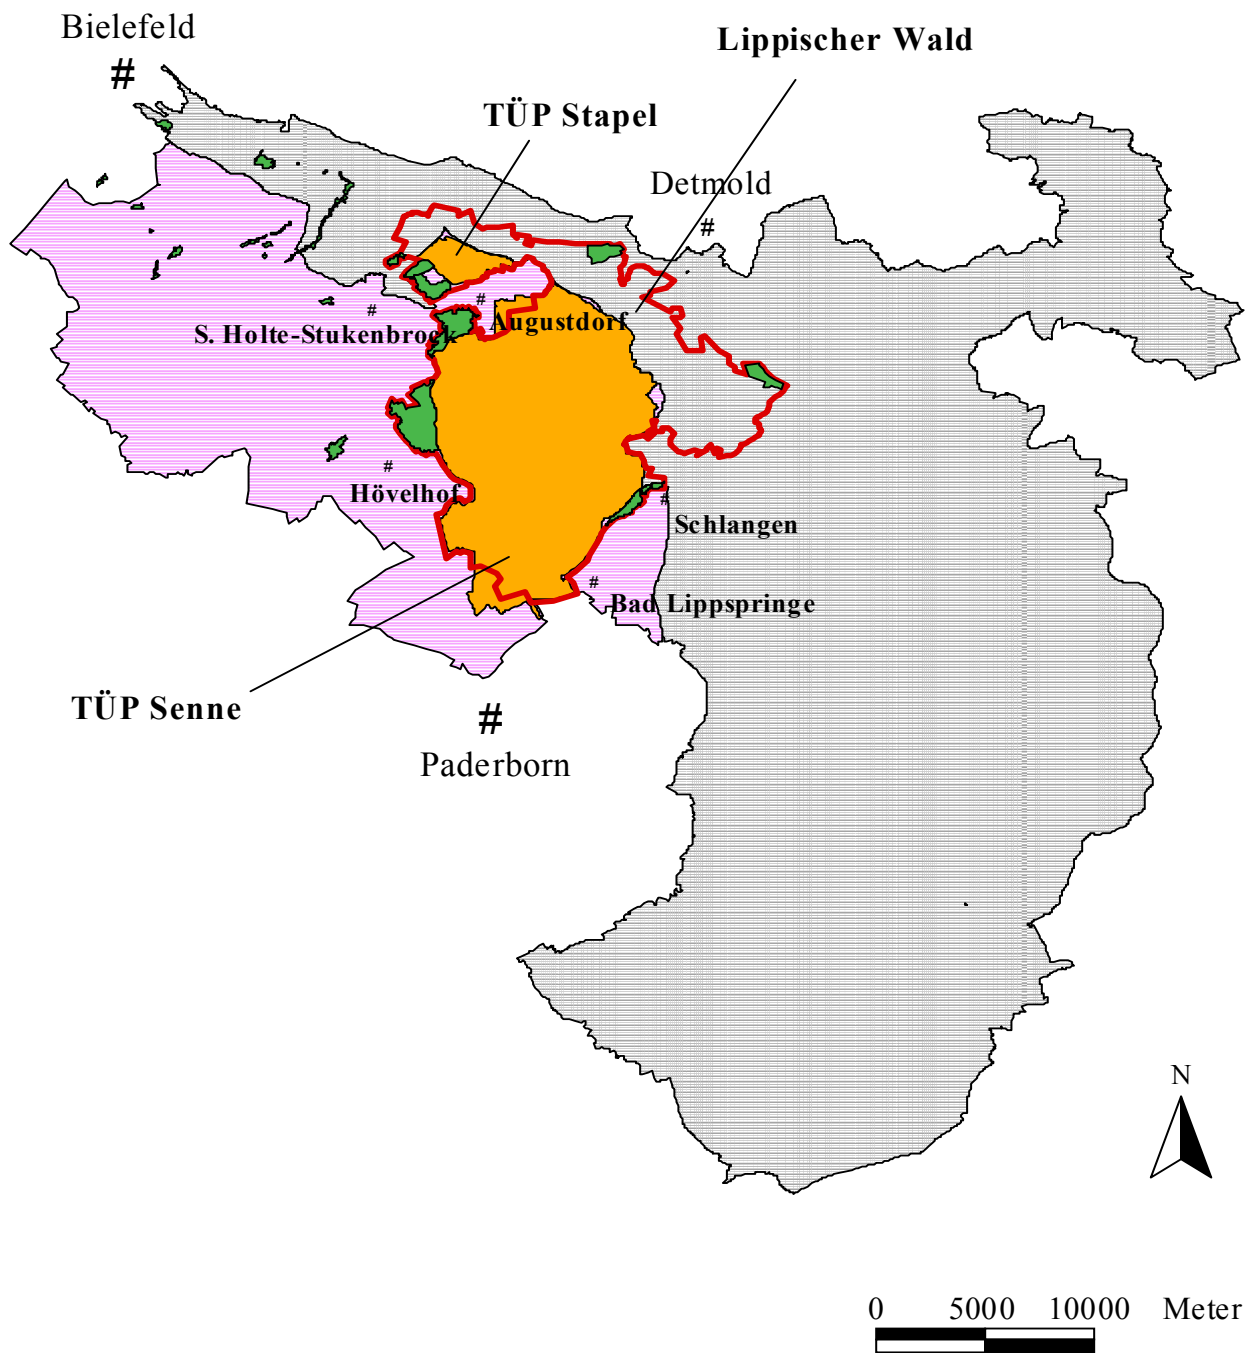 Bielefeld
#
Lippischer Wald
TÜP Stapel
Detmold
#
#
#
S. Holte-Stukenbrock
Augustdorf
#
Hövelhof
#
Schlangen
#
Bad Lippspringe
TÜP Senne
#
Paderborn
N
0 5000 10000 Meter